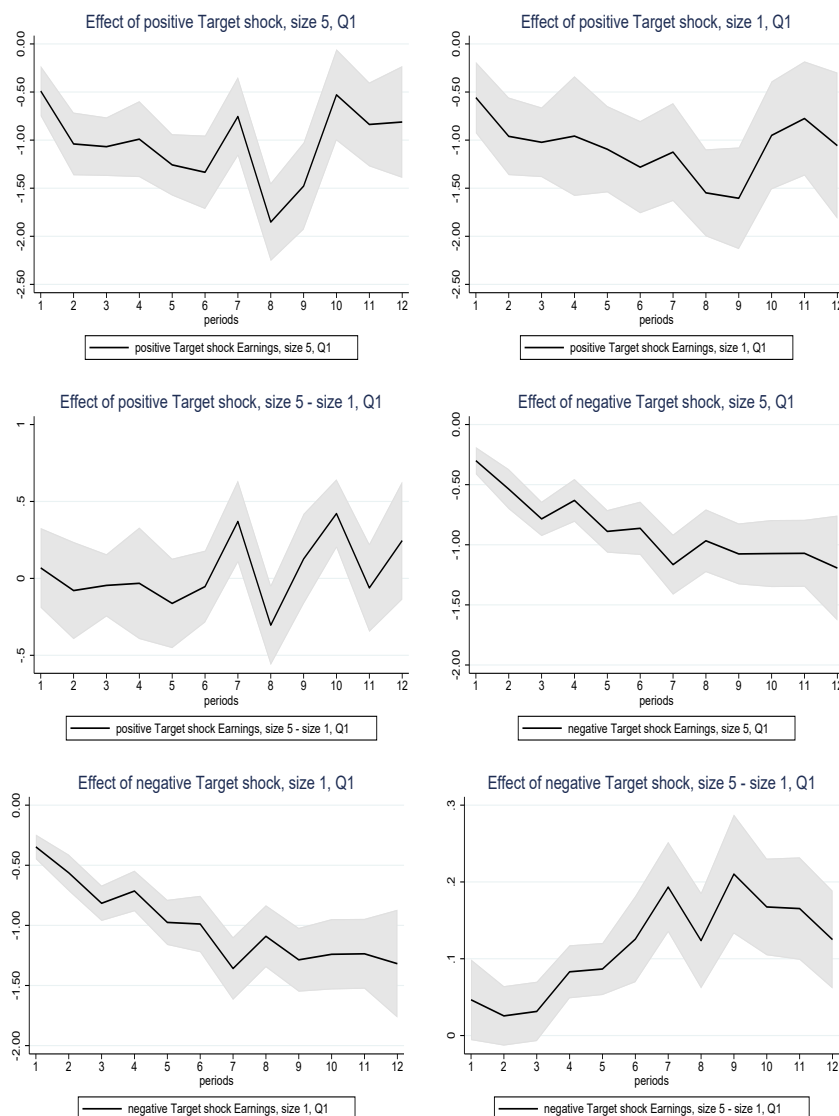 Effect of positive Target shock, size 5, Q1
0.00
-0.50
-1.00
-1.50
-2.00
-2.50
1 2 3 4 5 6 7 8 9 10 11 12
periods
positive Target shock Earnings, size 5, Q1
Effect of positive Target shock, size 1, Q1
0.00
-0.50
-1.00
-1.50
-2.00
-2.50
1 2 3 4 5 6 7 8 9 10 11 12
periods
positive Target shock Earnings, size 1, Q1
Effect of positive Target shock, size 5 - size 1, Q1
1
.5
0
-.5
1 2 3 4 5 6 7 8 9 10 11 12
periods
positive Target shock Earnings, size 5 - size 1, Q1
Effect of negative Target shock, size 5, Q1
0.00
-0.50
-1.00
-1.50
-2.00
1 2 3 4 5 6 7 8 9 10 11 12
periods
negative Target shock Earnings, size 5, Q1
Effect of negative Target shock, size 1, Q1
0.00
-0.50
-1.00
-1.50
-2.00
1 2 3 4 5 6 7 8 9 10 11 12
periods
negative Target shock Earnings, size 1, Q1
Effect of negative Target shock, size 5 - size 1, Q1
.3
.2
.1
0
1 2 3 4 5 6 7 8 9 10 11 12
periods
negative Target shock Earnings, size 5 - size 1, Q1